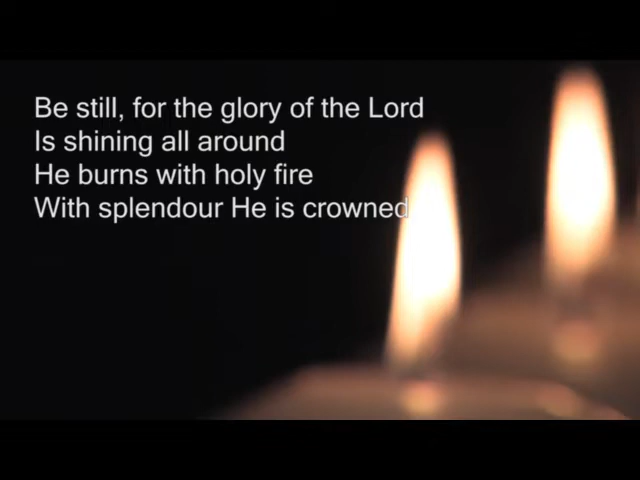 Be still, for the glory of the Lord
Is shining all around
He burns with holy fire
With splendour He is crowned